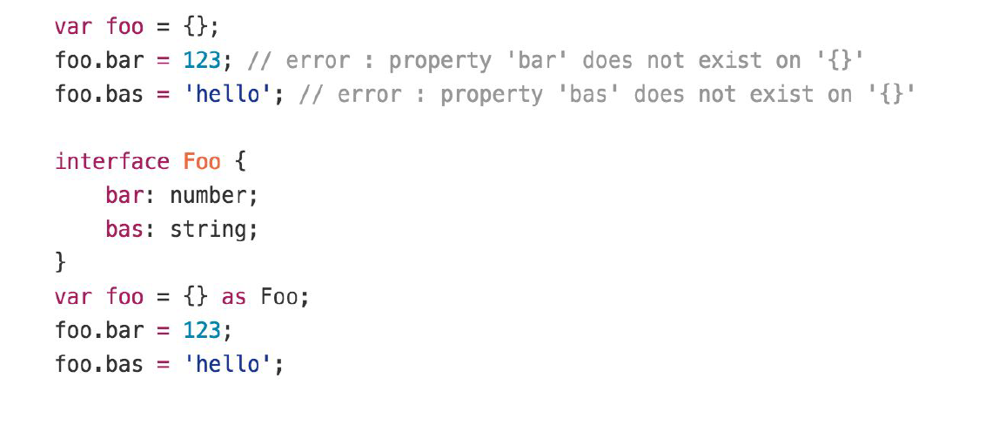 var foo = {};
foo.bar = 123; // error : property 'bar' does not exist on '{}'
foo.bas = 'hello'; // error : property 'bas' does not exist on '{}'
interface Foo {
    bar: number;
    bas: string;
}
var foo = {} as Foo;
foo.bar = 123;
foo.bas = 'hello';